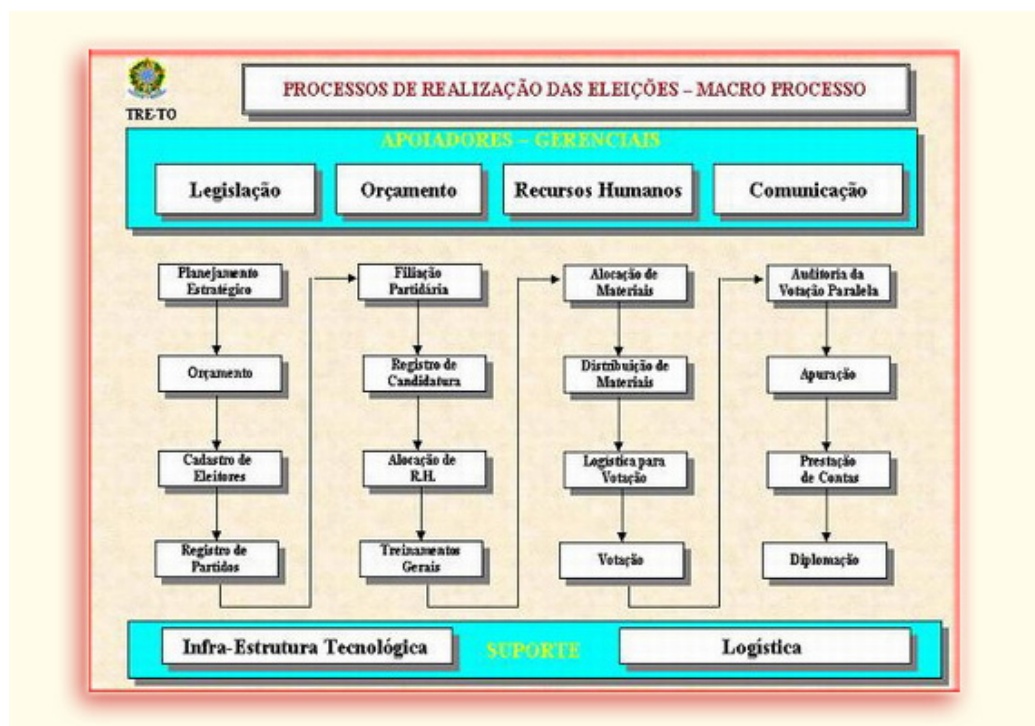 PROCESSOS DE REALIZAÇÃO DAS ELEIÇÕES – MACRO PROCESSO
TRE-TO
APOIADORES – GERENCIAIS
Legislação
Orçamento
Recursos Humanos
Comunicação
Planejamento
Estratégico
Orçamento
Cadastro de
Eleitores
Registro de
Partidos
Filiação
Partidária
Registro de
Candidatura
Alocação de
R.H.
Treinamentos
Gerais
Alocação de
Materiais
Distribuição de
Materiais
Logística para
Votação
Votação
Auditoria da
Votação Paralela
Apuração
Prestação
de Contas
Diplomação
Infra-Estrutura Tecnológica
SUPORTE
Logística